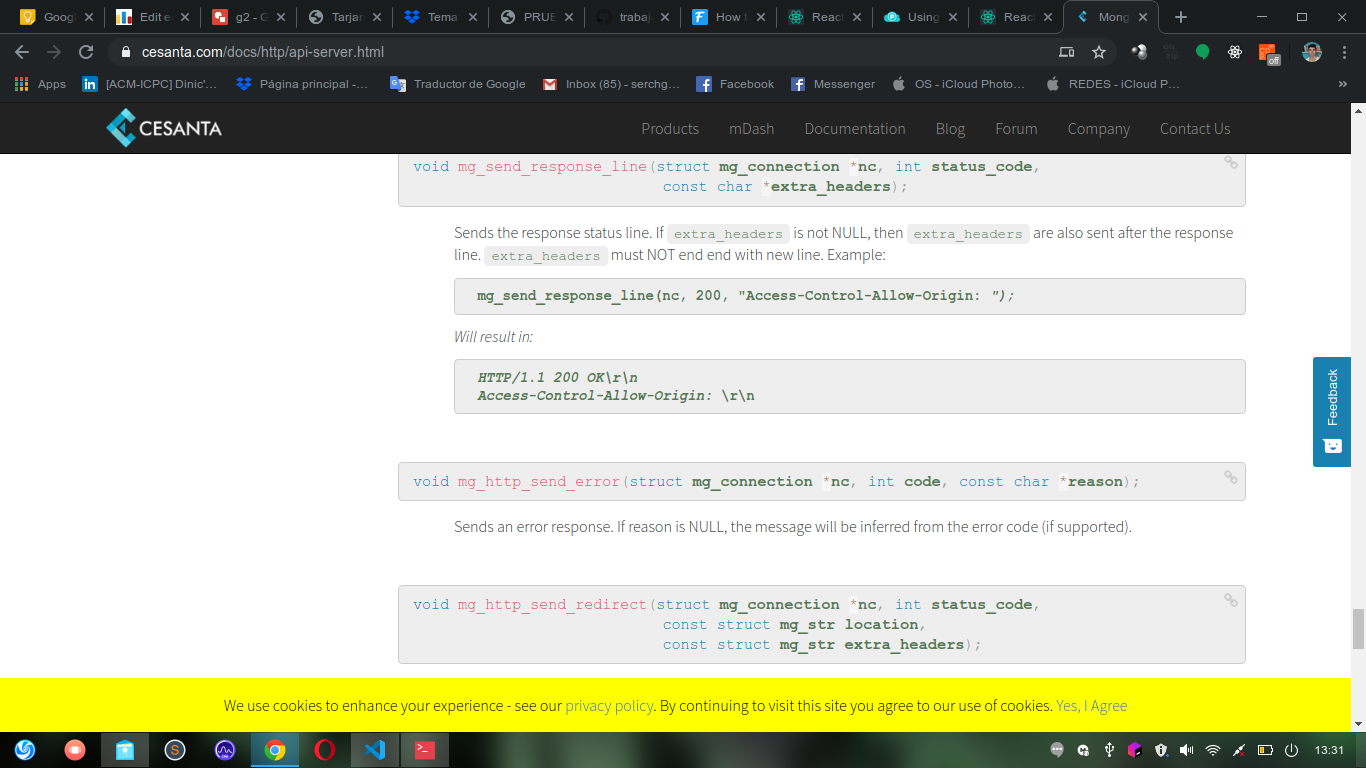 Googl
Edit e
g2 - G
Tarjan
Tema
PRUE
trabaj
How t
React
Using
React
Mong
cesanta.com/docs/http/api-server.html
off
Apps
[ACM-ICPC] Dinic'...
Página principal -...
Traductor de Google
Inbox (85) - serchg...
Facebook
Messenger
OS - iCloud Photo...
REDES - iCloud P...
»
CESANTA
Products
mDash
Documentation
Blog
Forum
Company
Contact Us
void mg_send_response_line(struct mg_connection *nc, int status_code,
const char *extra_headers);
Sends the response status line. If extra_headers is not NULL, then extra_headers are also sent after the response
line. extra_headers must NOT end end with new line. Example:
mg_send_response_line(nc, 200, "Access-Control-Allow-Origin: ");
Will result in:
HTTP/1.1 200 OK\r\n
Access-Control-Allow-Origin: \r\n
Feedback
void mg_http_send_error(struct mg_connection *nc, int code, const char *reason);
Sends an error response. If reason is NULL, the message will be inferred from the error code (if supported).
void mg_http_send_redirect(struct mg_connection *nc, int status_code,
const struct mg_str location,
const struct mg_str extra_headers);
We use cookies to enhance your experience - see our privacy policy. By continuing to visit this site you agree to our use of cookies. Yes, I Agree
13:31